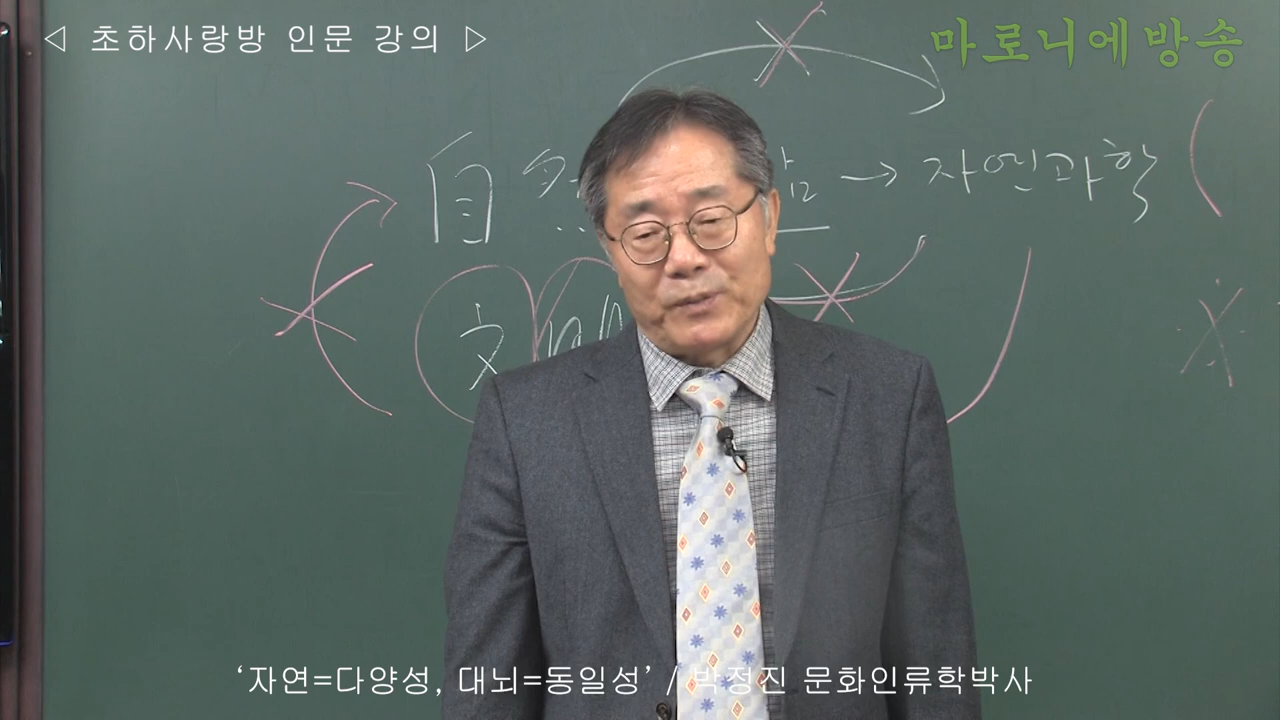 ◁ 초하사랑방 인문 강의 ▷
마로니에방송
自 → 자연과학
文
'자연=다양성, 대뇌=동일성' / 박정진 문화인류학박사